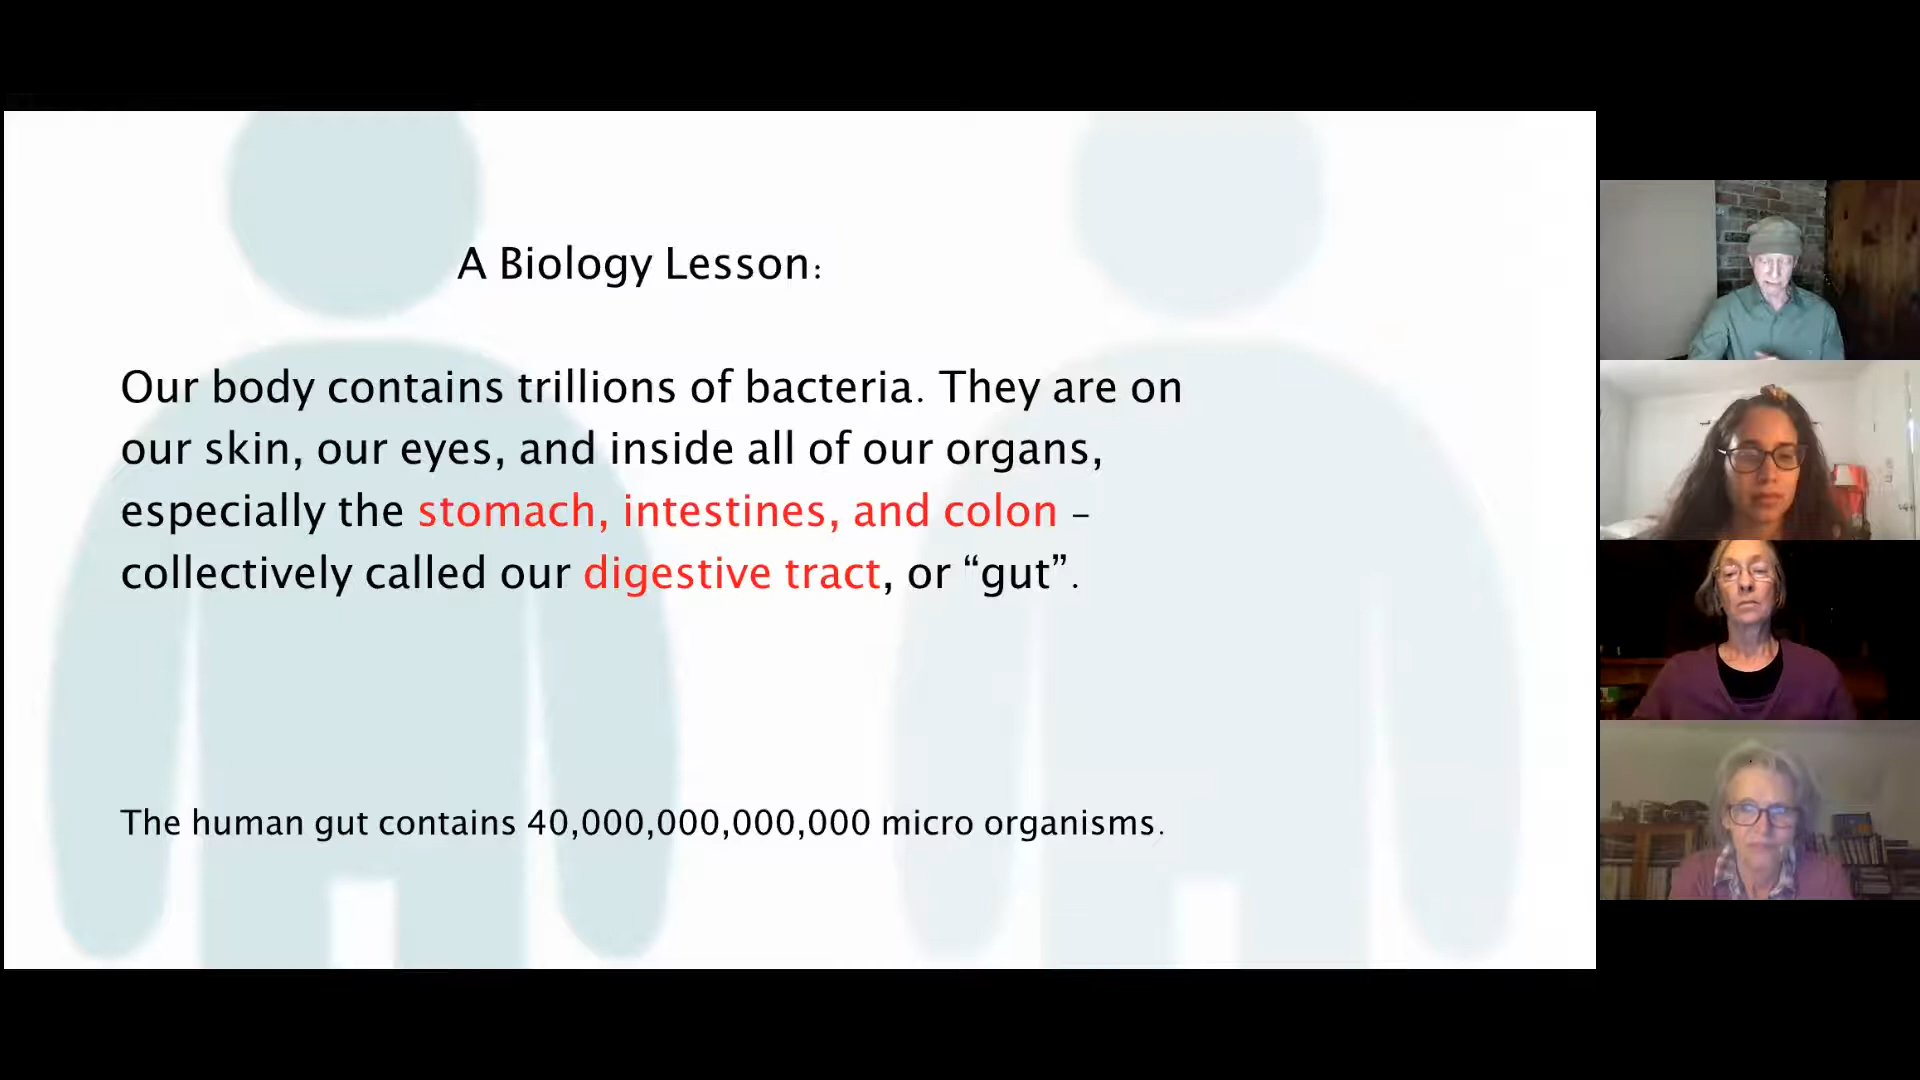 A Biology Lesson:
Our body contains trillions of bacteria. They are on
our skin, our eyes, and inside all of our organs,
especially the stomach, intestines, and colon –
collectively called our digestive tract, or “gut”.
The human gut contains 40,000,000,000,000 micro organisms.